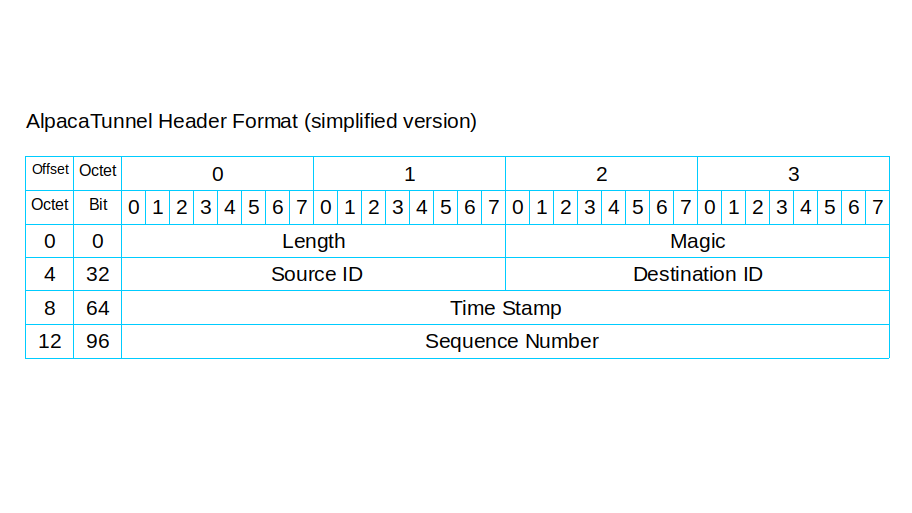 AlpacaTunnel Header Format (simplified version)
Offset Octet 0 1 2 3
Octet Bit 0 1 2 3 4 5 6 7 0 1 2 3 4 5 6 7 0 1 2 3 4 5 6 7 0 1 2 3 4 5 6 7
0 0 Length Magic
4 32 Source ID Destination ID
8 64 Time Stamp
12 96 Sequence Number